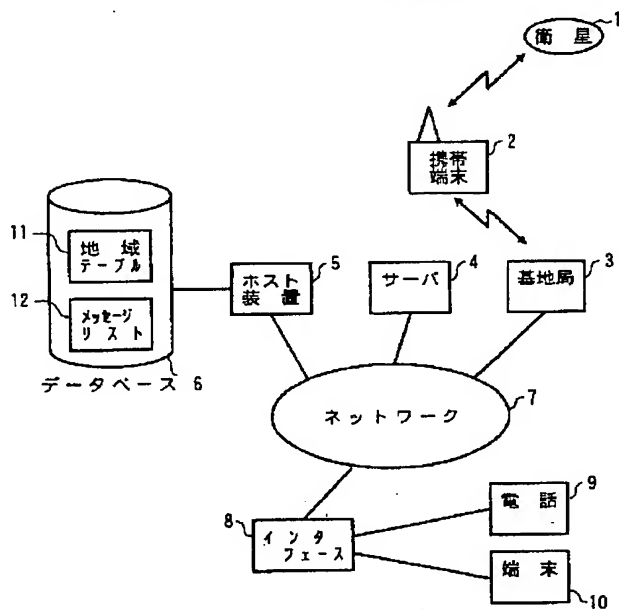 衛星
1
携帯
端末
2
11
地域
テーブル
12
メッセージ
リスト
データベース 6
ホスト
装置
5
サーバ
4
基地局
3
ネットワーク
7
8
インタ
フェース
電話
9
端末
10